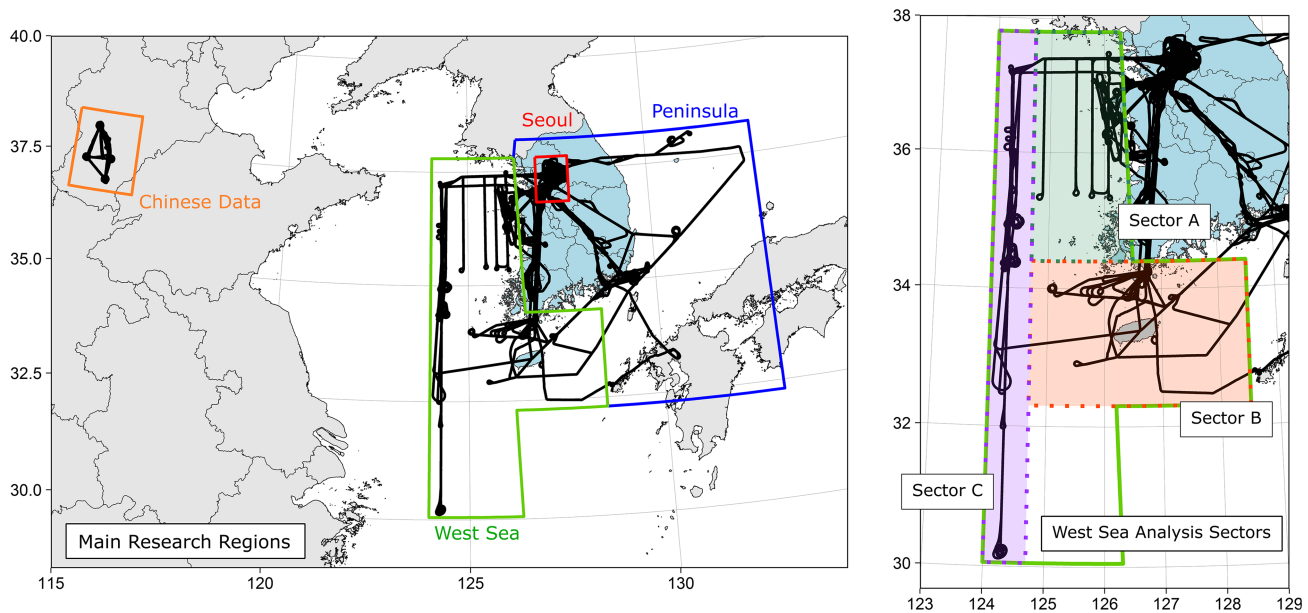 40.0
37.5
35.0
32.5
30.0
115
120
125
130
Chinese Data
Seoul
Peninsula
West Sea
Main Research Regions
38
36
34
32
30
123
124
125
126
127
128
129
Sector A
Sector B
Sector C
West Sea Analysis Sectors